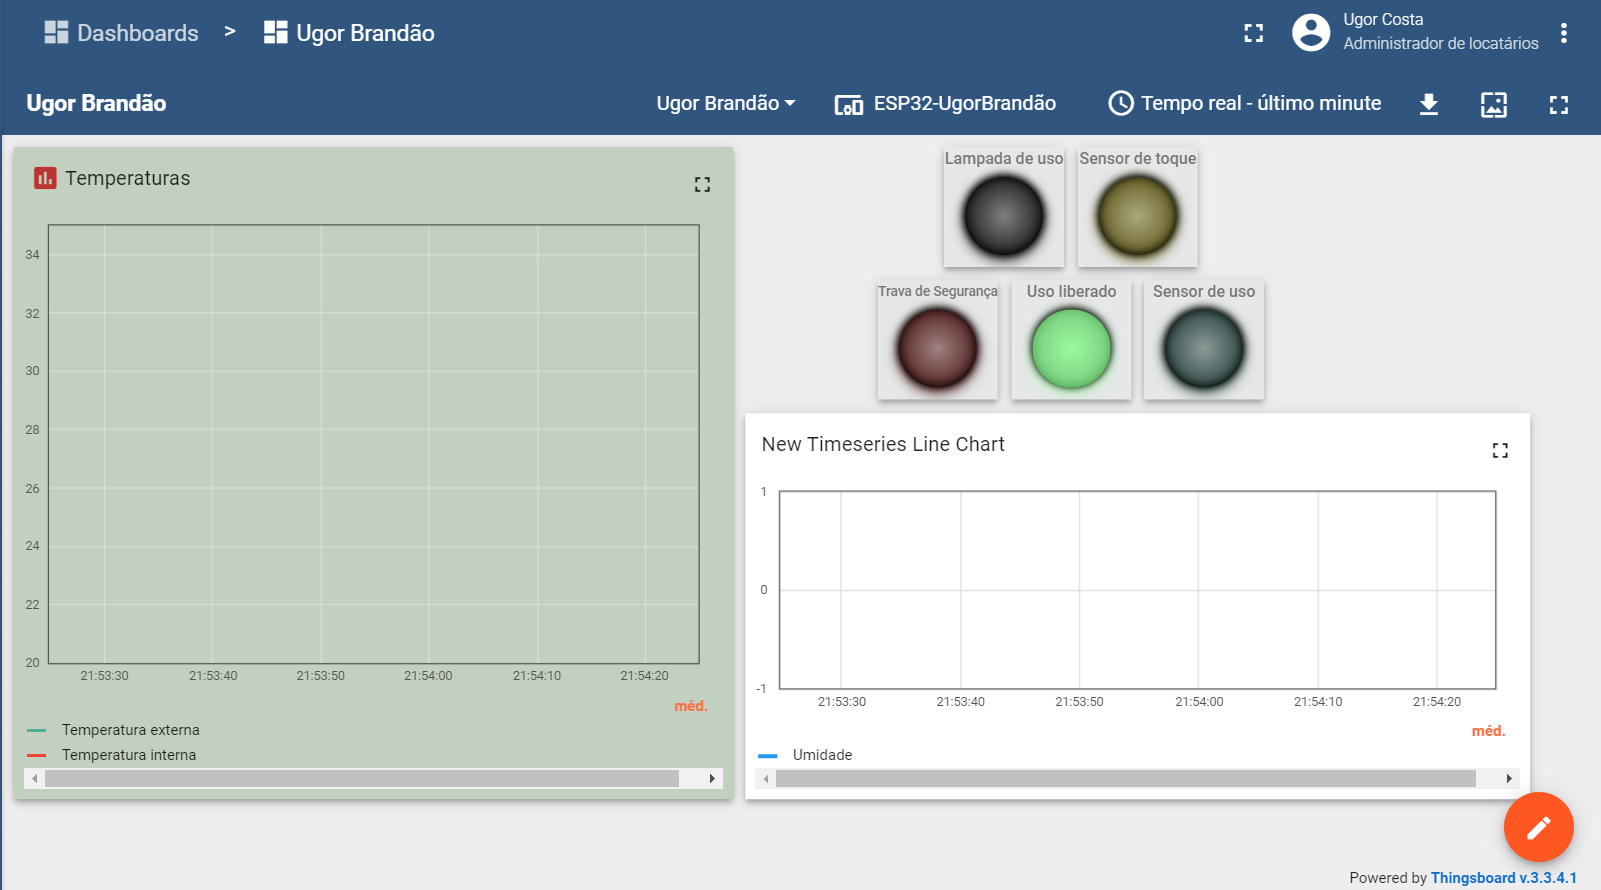 Dashboards > Ugor Brandão
Ugor Costa
Administrador de locatários
Ugor Brandão
Ugor Brandão
ESP32-UgorBrandão
Tempo real - último minute
Temperaturas
34
32
30
28
26
24
22
20
21:53:30 21:53:40 21:53:50 21:54:00 21:54:10 21:54:20
méd.
Temperatura externa
Temperatura interna
Lampada de uso
Sensor de toque
Trava de Segurança
Uso liberado
Sensor de uso
New Timeseries Line Chart
1
0
-1
21:53:30 21:53:40 21:53:50 21:54:00 21:54:10 21:54:20
méd.
Umidade
Powered by Thingsboard v.3.3.4.1